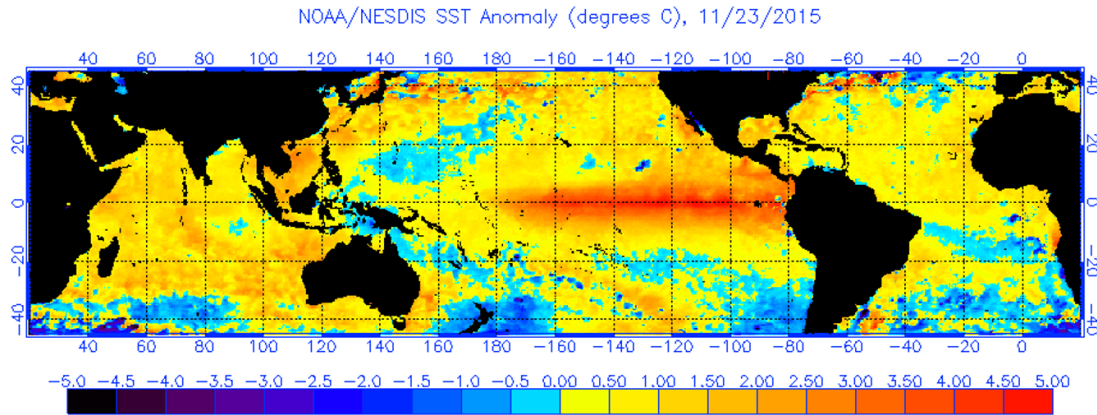 NOAA/NESDIS SST Anomaly (degrees C), 11/23/2015
40 60 80 100 120 140 160 180 -160 -140 -120 -100 -80 -60 -40 -20 0
40 40
20 20
0 0
-20 -20
-40 -40
40 60 80 100 120 140 160 180 -160 -140 -120 -100 -80 -60 -40 -20 0
-5.0 -4.5 -4.0 -3.5 -3.0 -2.5 -2.0 -1.5 -1.0 -0.5 0.00 0.50 1.00 1.50 2.00 2.50 3.00 3.50 4.00 4.50 5.00